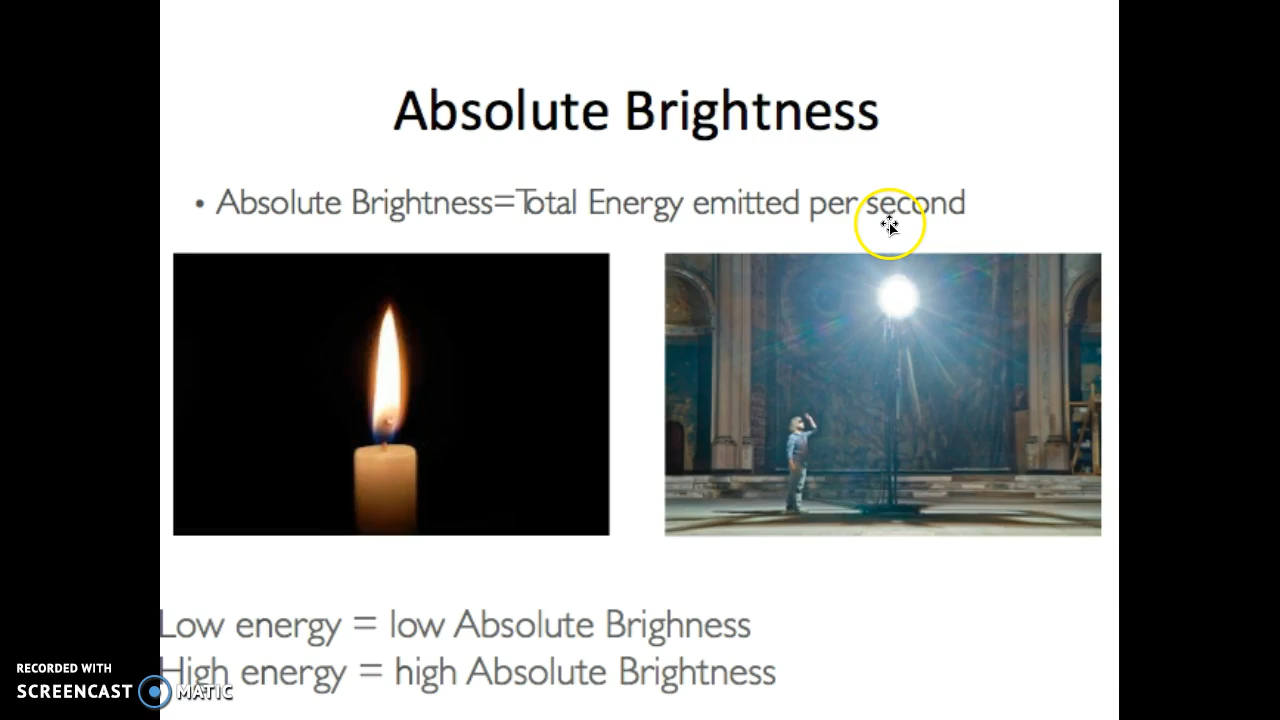 Absolute Brightness
• Absolute Brightness=Total Energy emitted per second
Low energy = low Absolute Brighness
High energy = high Absolute Brightness
RECORDED WITH
SCREENCAST MATIC